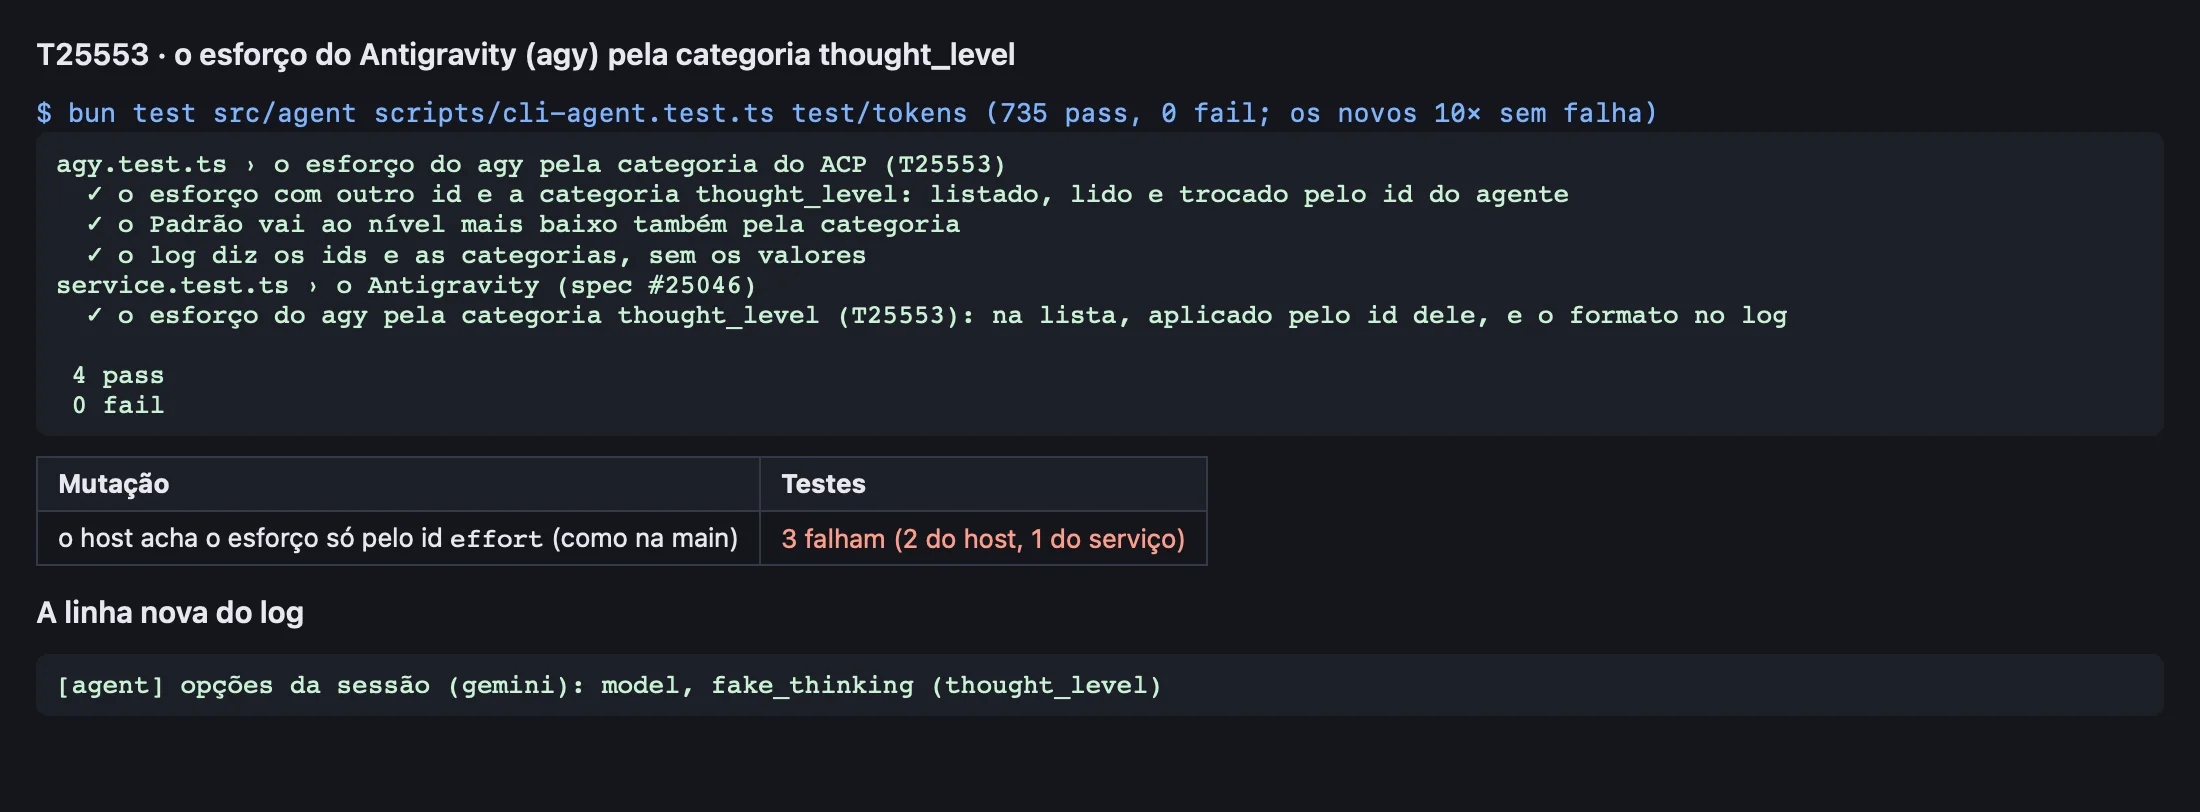 T25553 · o esforço do Antigravity (agy) pela categoria thought_level
$ bun test src/agent scripts/cli-agent.test.ts test/tokens (735 pass, 0 fail; os novos 10× sem falha)
agy.test.ts › o esforço do agy pela categoria do ACP (T25553)
✓ o esforço com outro id e a categoria thought_level: listado, lido e trocado pelo id do agente
✓ o Padrão vai ao nível mais baixo também pela categoria
✓ o log diz os ids e as categorias, sem os valores
service.test.ts › o Antigravity (spec #25046)
✓ o esforço do agy pela categoria thought_level (T25553): na lista, aplicado pelo id dele, e o formato no log
4 pass
0 fail
Mutação Testes
o host acha o esforço só pelo id effort (como na main) 3 falham (2 do host, 1 do serviço)
A linha nova do log
[agent] opções da sessão (gemini): model, fake_thinking (thought_level)